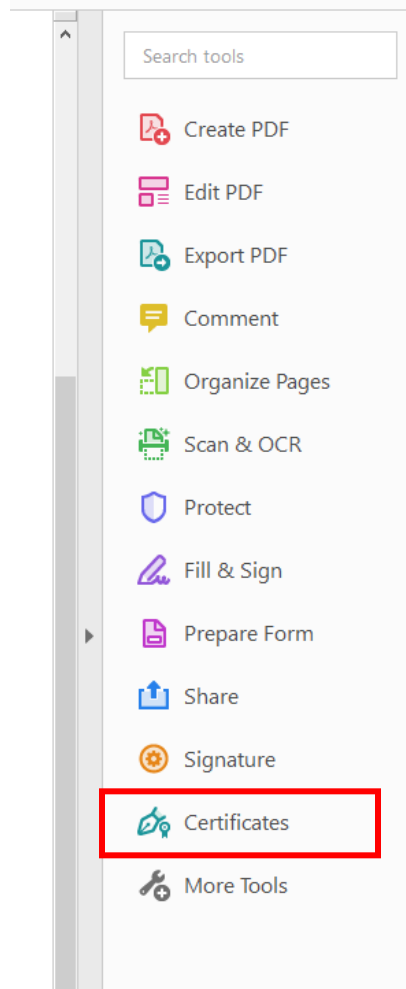 Search tools
Create PDF
Edit PDF
Export PDF
Comment
Organize Pages
Scan & OCR
Protect
Fill & Sign
Prepare Form
Share
Signature
Certificates
More Tools